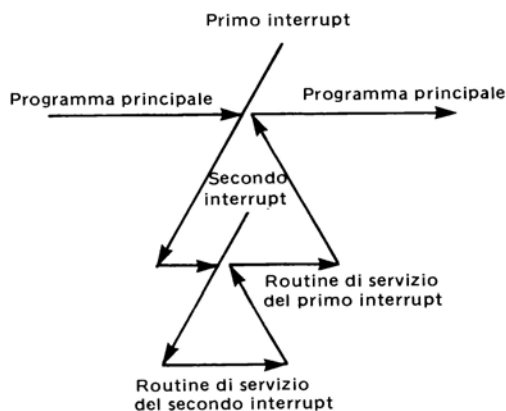 Primo interrupt
Programma principale
Programma principale
Secondo
interrupt
Routine di servizio
del primo interrupt
Routine di servizio
del secondo interrupt